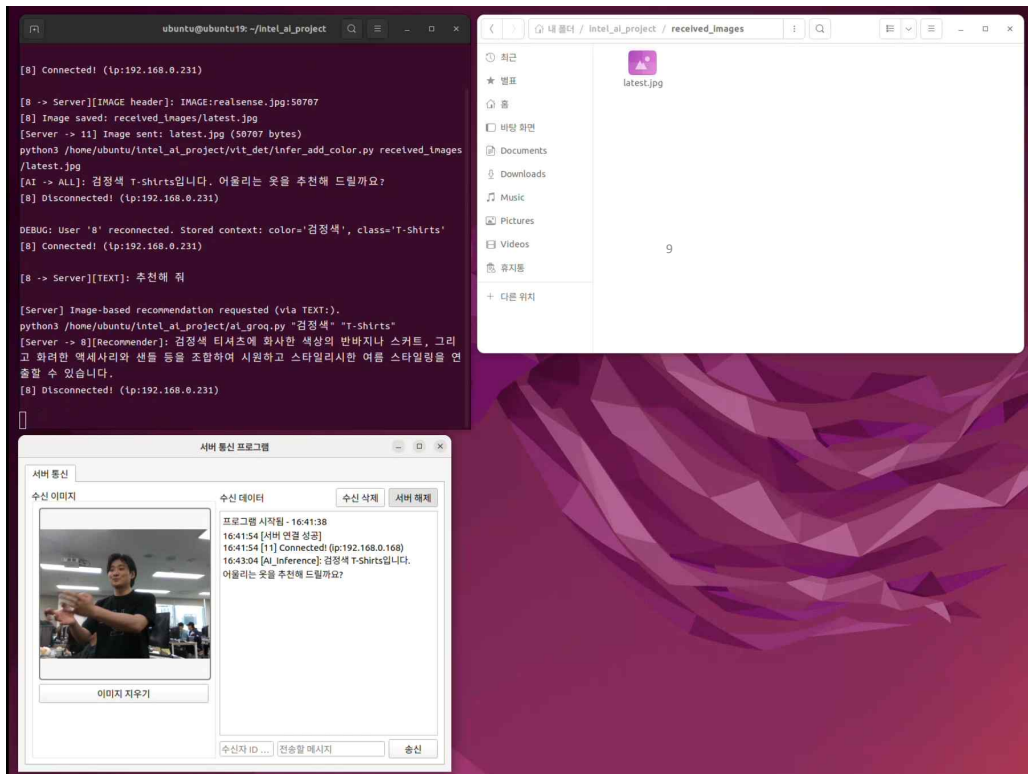 ubuntu@ubuntu19: ~/intel_ai_project
[8] Connected! (ip:192.168.0.231)
[8 -> Server][IMAGE header]: IMAGE:realsense.jpg:50707
[8] Image saved: received_images/latest.jpg
[Server -> 11] Image sent: latest.jpg (50707 bytes)
python3 /home/ubuntu/intel_ai_project/vit_det/infer_add_color.py received_images
/latest.jpg
[AI -> ALL]: 검정색 T-Shirts입니다. 어울리는 옷을 추천해 드릴까요?
[8] Disconnected! (ip:192.168.0.231)
DEBUG: User '8' reconnected. Stored context: color='검정색', class='T-Shirts'
[8] Connected! (ip:192.168.0.231)
[8 -> Server][TEXT]: 추천해 줘
[Server] Image-based recommendation requested (via TEXT:).
python3 /home/ubuntu/intel_ai_project/ai_groq.py "검정색" "T-Shirts"
[Server -> 8][Recommender]: 검정색 티셔츠에 화사한 색상의 반바지나 스커트, 그리
고 화려한 액세사리와 샌들 등을 조합하여 시원하고 스타일리시한 여름 스타일링을 연
출할 수 있습니다.
[8] Disconnected! (ip:192.168.0.231)
내 폴더 / intel_ai_project / received_images
최근
별표
홈
바탕 화면
Documents
Downloads
Music
Pictures
Videos
휴지통
+ 다른 위치
latest.jpg
9
서버 통신 프로그램
서버 통신
수신 이미지
이미지 지우기
수신 데이터
수신 삭제
서버 해제
프로그램 시작됨 - 16:41:38
16:41:54 [서버 연결 성공]
16:41:54 [11] Connected! (ip:192.168.0.168)
16:43:04 [AI_Inference]: 검정색 T-Shirts입니다.
어울리는 옷을 추천해 드릴까요?
수신자 ID ...
전송할 메시지
송신